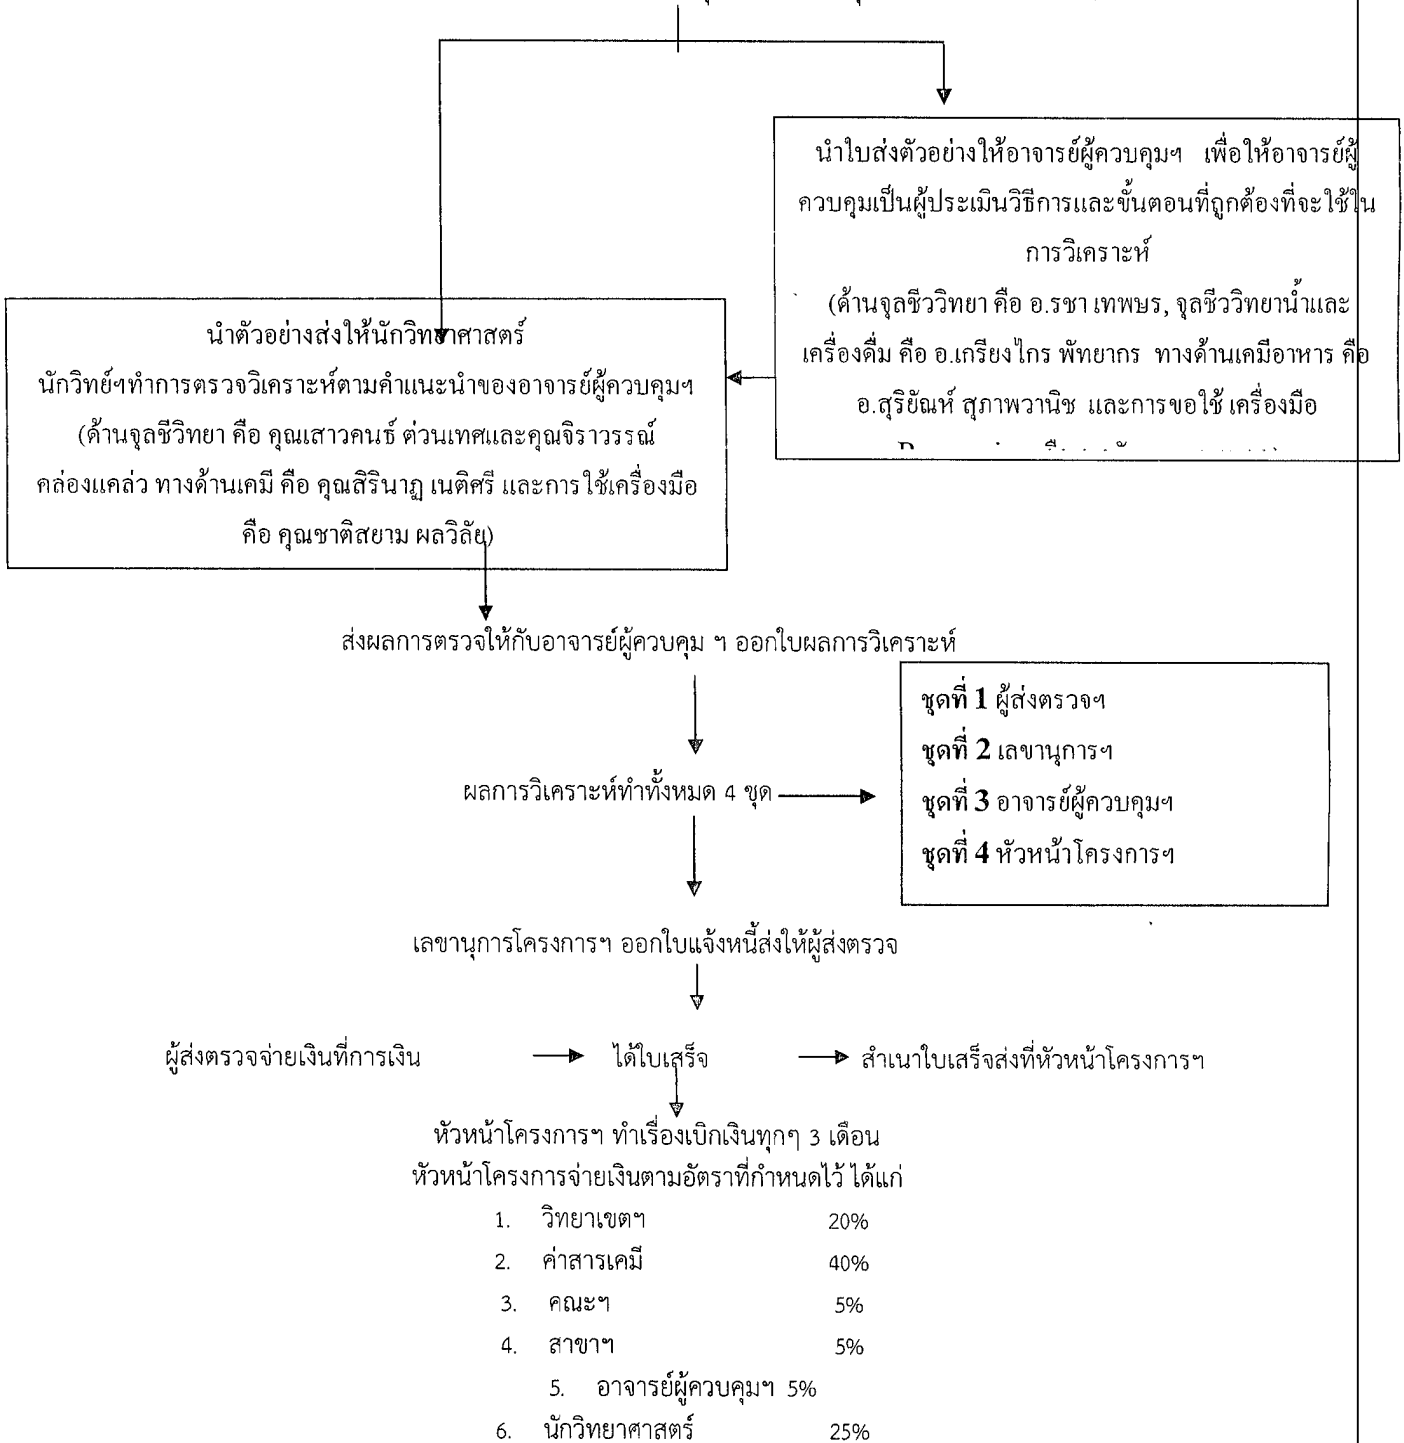 นำใบส่งตัวอย่างให้อาจารย์ผู้ควบคุมฯ เพื่อให้อาจารย์ผู้
ควบคุมเป็นผู้ประเมินวิธีการและขั้นตอนที่ถูกต้องที่จะใช้ใน
การวิเคราะห์
(ด้านจุลชีววิทยา คือ อ.รชา เทพษร, จุลชีววิทยาน้ำและ
เครื่องดื่ม คือ อ.เกรียงไกร พัทยากร ทางด้านเคมีอาหาร คือ
อ.สุริยัณห์ สุภาพวานิช และการขอใช้ เครื่องมือ
นำตัวอย่างส่งให้นักวิทยาศาสตร์
นักวิทย์ฯทำการตรวจวิเคราะห์ตามคำแนะนำของอาจารย์ผู้ควบคุมฯ
(ด้านจุลชีวิทยา คือ คุณเสาวคนธ์ ต่วนเทศและคุณจิราวรรณ์
คล่องแคล่ว ทางด้านเคมี คือ คุณสิรินาฏ เนติศรี และการใช้เครื่องมือ
คือ คุณชาติสยาม ผลวิลัย)
ส่งผลการตรวจให้กับอาจารย์ผู้ควบคุม ฯ ออกใบผลการวิเคราะห์
ชุดที่ 1 ผู้ส่งตรวจฯ
ชุดที่ 2 เลขานุการฯ
ชุดที่ 3 อาจารย์ผู้ควบคุมฯ
ชุดที่ 4 หัวหน้าโครงการฯ
ผลการวิเคราะห์ทำทั้งหมด 4 ชุด
เลขานุการโครงการฯ ออกใบแจ้งหนี้ส่งให้ผู้ส่งตรวจ
ผู้ส่งตรวจจ่ายเงินที่การเงิน ได้ใบเสร็จ สำเนาใบเสร็จส่งที่หัวหน้าโครงการฯ
หัวหน้าโครงการฯ ทำเรื่องเบิกเงินทุกๆ 3 เดือน
หัวหน้าโครงการจ่ายเงินตามอัตราที่กำหนดไว้ ได้แก่
1. วิทยาเขตฯ 20%
2. ค่าสารเคมี 40%
3. คณะฯ 5%
4. สาขาฯ 5%
5. อาจารย์ผู้ควบคุมฯ 5%
6. นักวิทยาศาสตร์ 25%